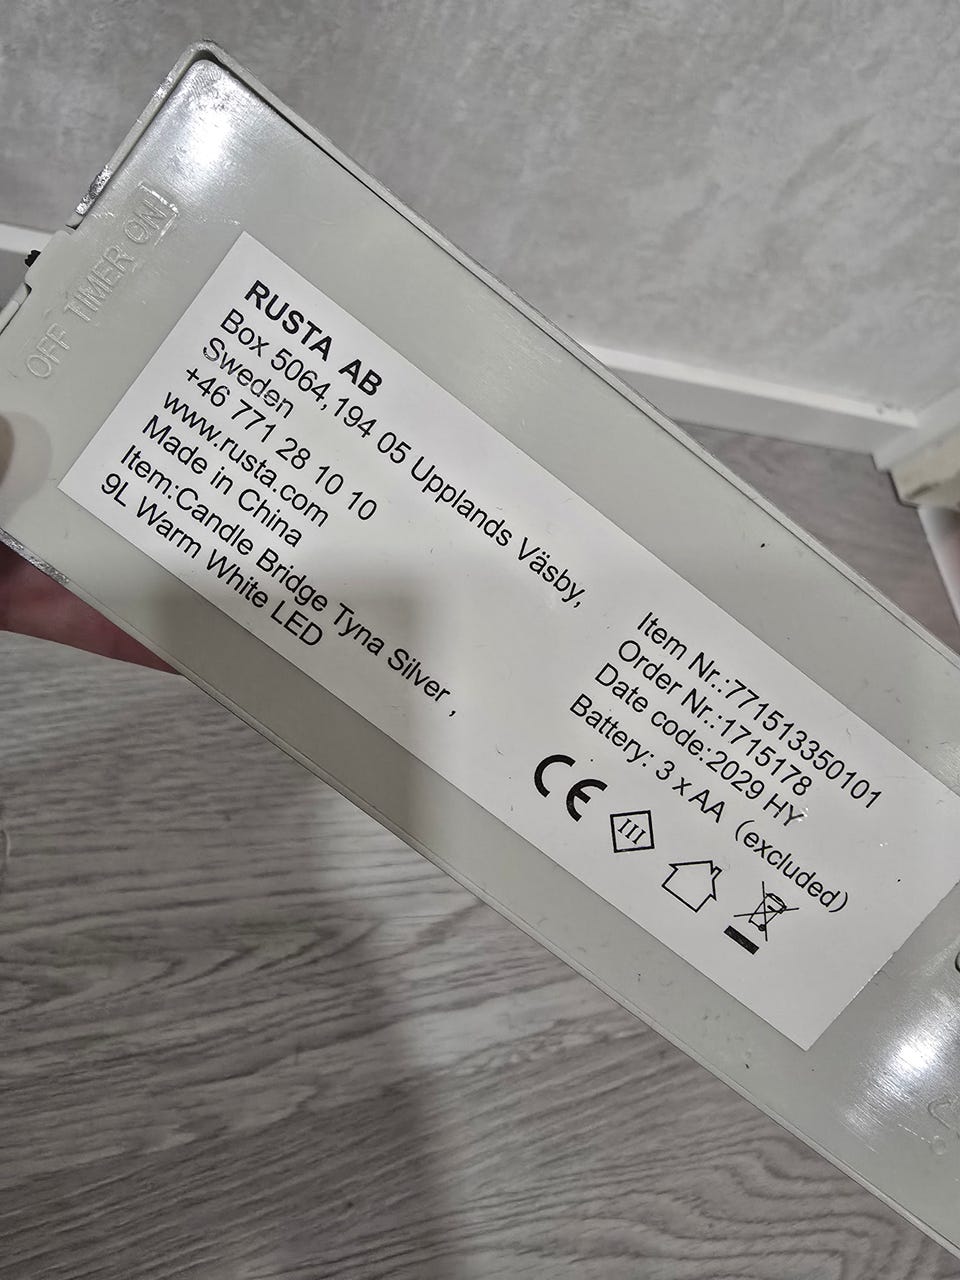 OFF TIMER ON
RUSTA AB
Box 5064, 194 05 Upplands Väsby,
Sweden
+46 771 28 10 10
www.rusta.com
Made in China
Item:Candle Bridge Tyna Silver ,
9L Warm White LED
Item Nr.:771513350101
Order Nr.:1715178
Date code:2029 HY
Battery: 3 x AA (excluded)
CE
III